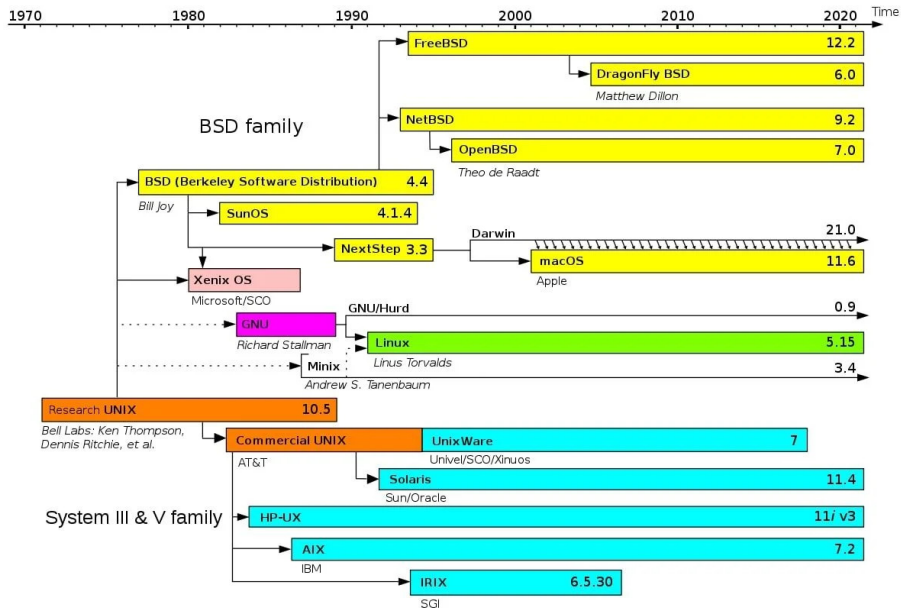 1970 1980 1990 2000 2010 2020 Time
FreeBSD 12.2
DragonFly BSD 6.0
Matthew Dillon
BSD family
NetBSD 9.2
OpenBSD 7.0
Theo de Raadt
BSD (Berkeley Software Distribution) 4.4
Bill Joy
SunOS 4.1.4
Darwin 21.0
NextStep 3.3
macOS 11.6
Apple
Xenix OS
Microsoft/SCO
GNU/Hurd 0.9
GNU
Richard Stallman
Linux 5.15
Linus Torvalds
Minix 3.4
Andrew S. Tanenbaum
Research UNIX 10.5
Bell Labs: Ken Thompson,
Dennis Ritchie, et al.
Commercial UNIX
AT&T
UnixWare 7
Univel/SCO/Xinuos
Solaris 11.4
Sun/Oracle
System III & V family
HP-UX 11i v3
AIX 7.2
IBM
IRIX 6.5.30
SGI